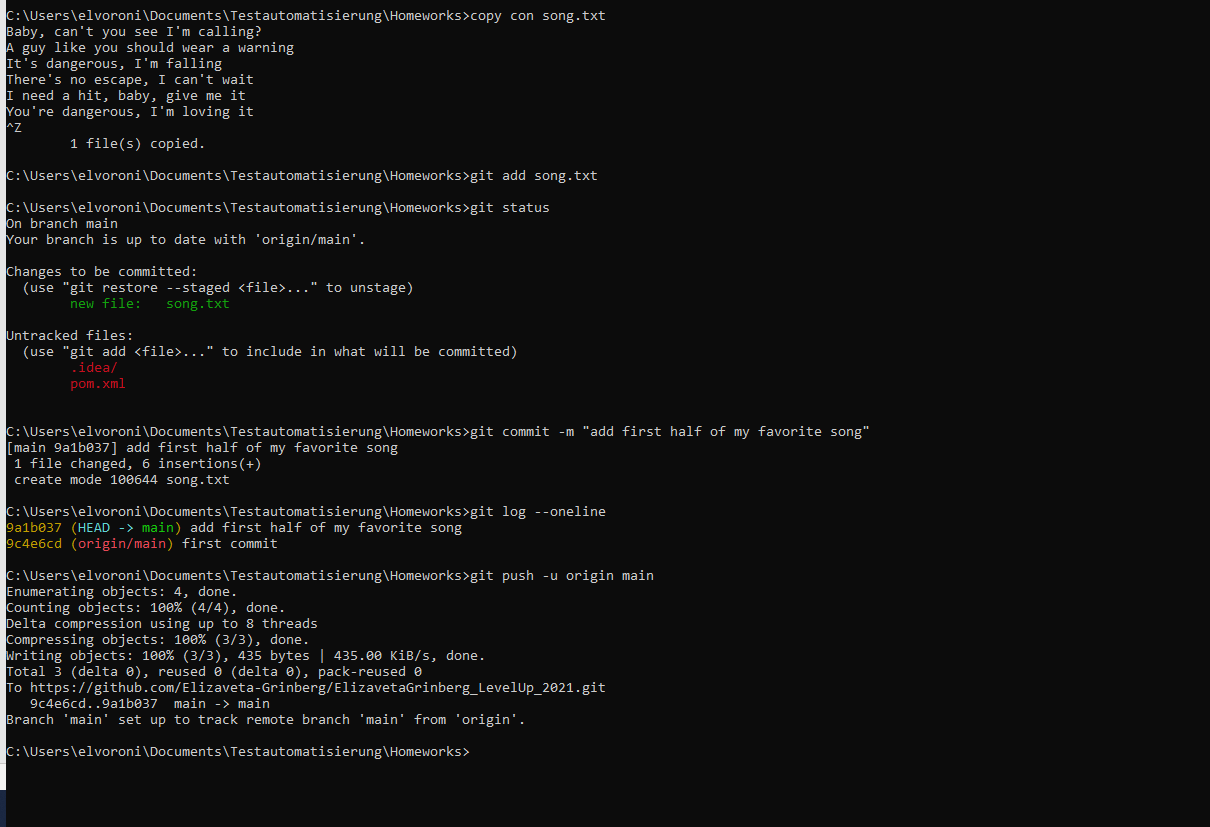 C:\Users\elvoroni\Documents\Testautomatisierung\Homeworks>copy con song.txt
Baby, can't you see I'm calling?
A guy like you should wear a warning
It's dangerous, I'm falling
There's no escape, I can't wait
I need a hit, baby, give me it
You're dangerous, I'm loving it
^Z
        1 file(s) copied.

C:\Users\elvoroni\Documents\Testautomatisierung\Homeworks>git add song.txt

C:\Users\elvoroni\Documents\Testautomatisierung\Homeworks>git status
On branch main
Your branch is up to date with 'origin/main'.

Changes to be committed:
  (use "git restore --staged <file>..." to unstage)
        new file:   song.txt

Untracked files:
  (use "git add <file>..." to include in what will be committed)
        .idea/
        pom.xml

C:\Users\elvoroni\Documents\Testautomatisierung\Homeworks>git commit -m "add first half of my favorite song"
[main 9a1b037] add first half of my favorite song
 1 file changed, 6 insertions(+)
 create mode 100644 song.txt

C:\Users\elvoroni\Documents\Testautomatisierung\Homeworks>git log --oneline
9a1b037 (HEAD -> main) add first half of my favorite song
9c4e6cd (origin/main) first commit

C:\Users\elvoroni\Documents\Testautomatisierung\Homeworks>git push -u origin main
Enumerating objects: 4, done.
Counting objects: 100% (4/4), done.
Delta compression using up to 8 threads
Compressing objects: 100% (3/3), done.
Writing objects: 100% (3/3), 435 bytes | 435.00 KiB/s, done.
Total 3 (delta 0), reused 0 (delta 0), pack-reused 0
To https://github.com/Elizaveta-Grinberg/ElizavetaGrinberg_LevelUp_2021.git
   9c4e6cd..9a1b037  main -> main
Branch 'main' set up to track remote branch 'main' from 'origin'.

C:\Users\elvoroni\Documents\Testautomatisierung\Homeworks>